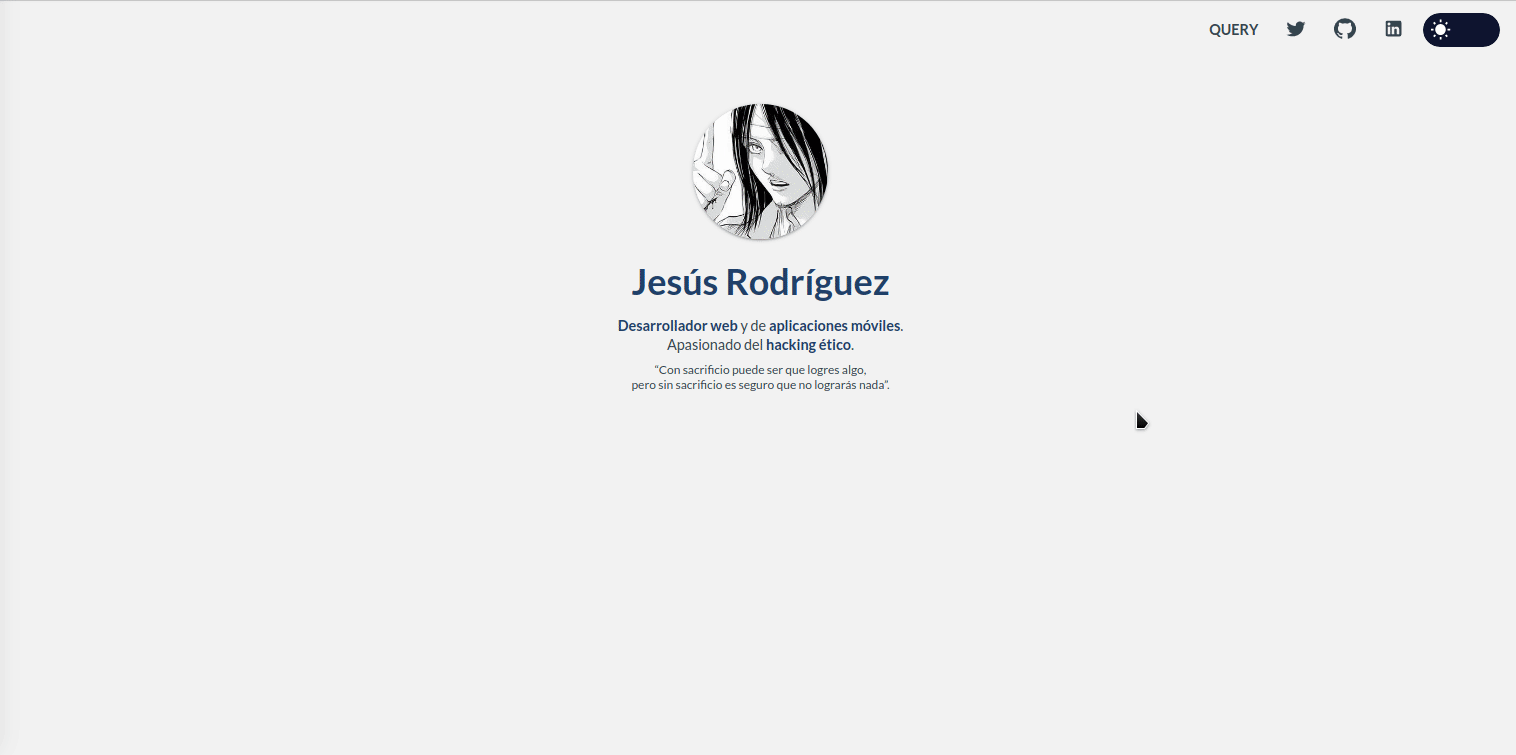 QUERY
Jesús Rodríguez
Desarrollador web y de aplicaciones móviles.
Apasionado del hacking ético.
“Con sacrificio puede ser que logres algo,
pero sin sacrificio es seguro que no lograrás nada”.